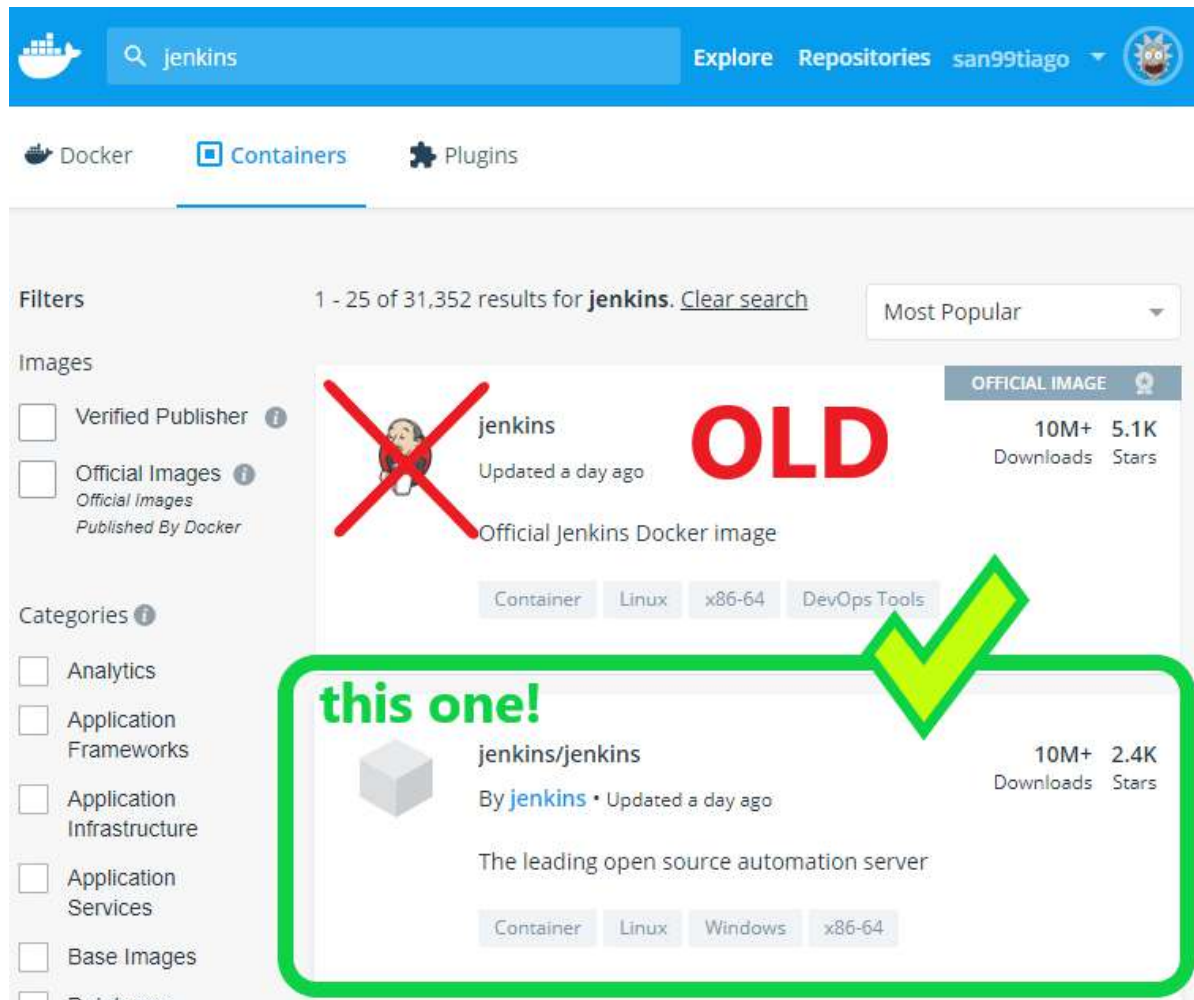 jenkins
Explore Repositories san99tiago
Docker Containers Plugins
Filters
1 - 25 of 31,352 results for jenkins. Clear search
Most Popular
Images
Verified Publisher
Official Images
Official Images
Published By Docker
Categories
Analytics
Application
Frameworks
Application
Infrastructure
Application
Services
Base Images
OFFICIAL IMAGE
jenkins
OLD
10M+ 5.1K
Downloads Stars
Updated a day ago
Official Jenkins Docker image
Container Linux x86-64 DevOps Tools
this one!
jenkins/jenkins
10M+ 2.4K
Downloads Stars
By jenkins • Updated a day ago
The leading open source automation server
Container Linux Windows x86-64